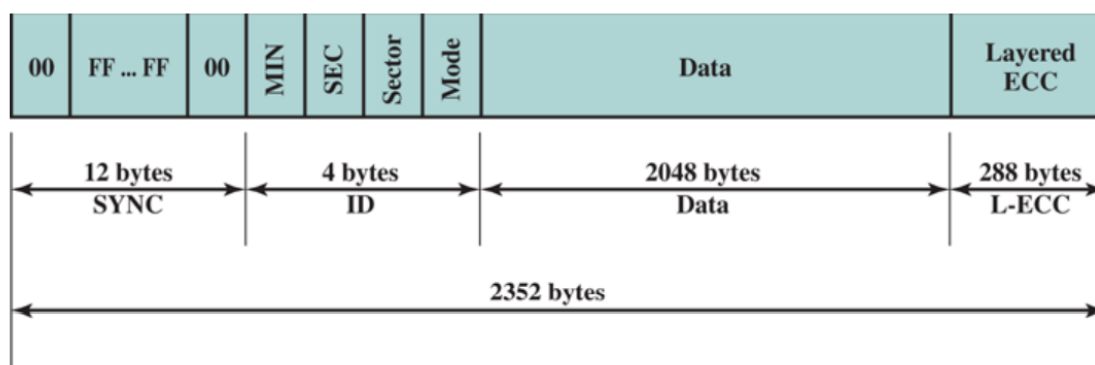 00
FF ... FF
00
MIN
SEC
Sector
Mode
Data
Layered
ECC
12 bytes
SYNC
4 bytes
ID
2048 bytes
Data
288 bytes
L-ECC
2352 bytes